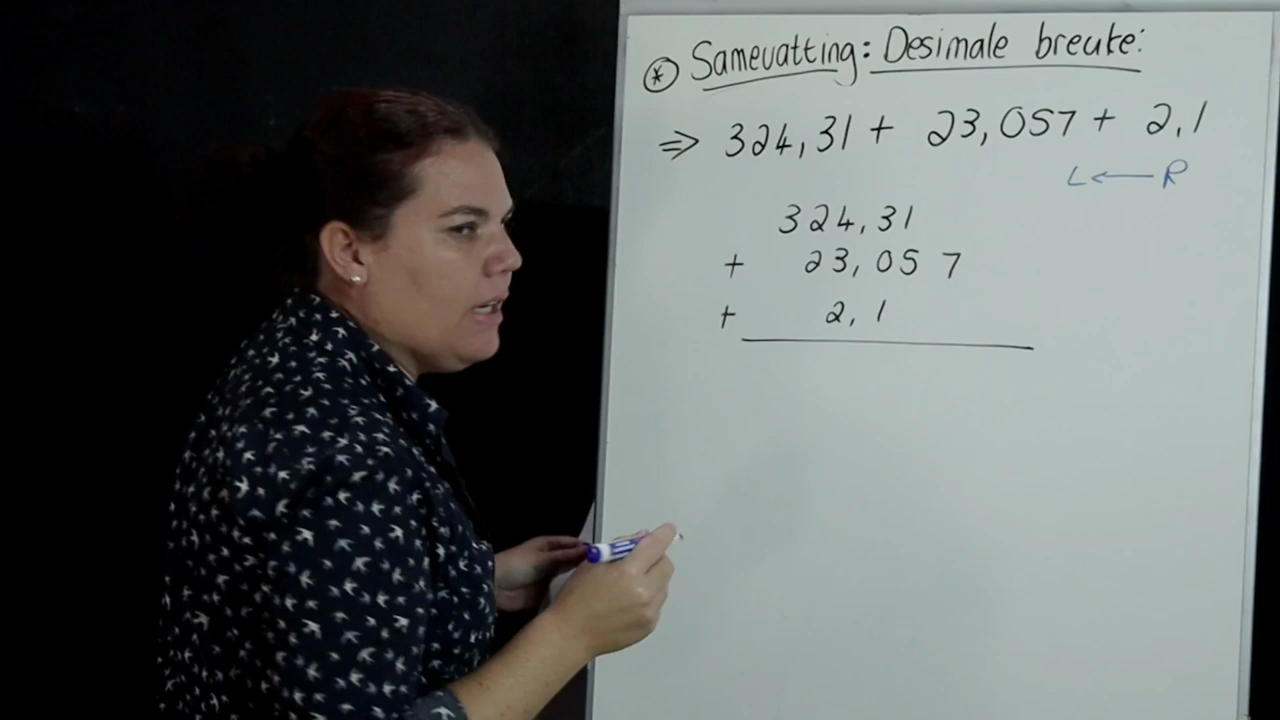 * Samevatting: Desimale breuke:
⇒ 324,31 + 23,057 + 2,1
L ← R
324,31
+ 23,057
+ 2,1